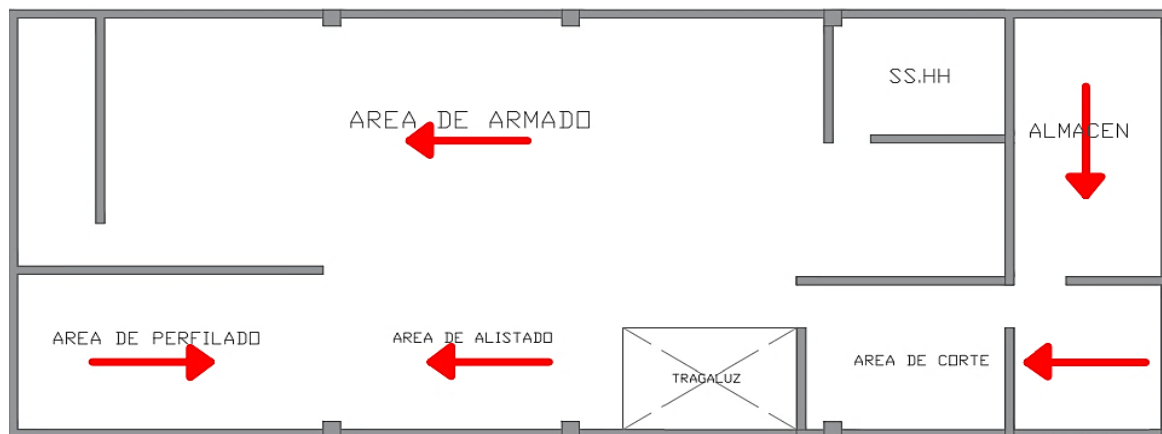 SS.HH
AREA DE ARMADO
ALMACEN
AREA DE PERFILADO
AREA DE ALISTADO
AREA DE CORTE
TRAGALUZ